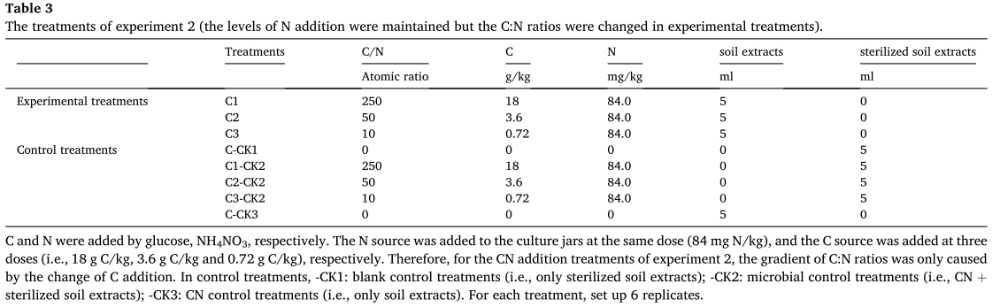 Table 3
The treatments of experiment 2 (the levels of N addition were maintained but the C:N ratios were changed in experimental treatments).
Treatments C/N C N soil extracts sterilized soil extracts
Atomic ratio g/kg mg/kg ml ml
Experimental treatments C1 250 18 84.0 5 0
C2 50 3.6 84.0 5 0
C3 10 0.72 84.0 5 0
Control treatments C-CK1 0 0 0 0 5
C1-CK2 250 18 84.0 0 5
C2-CK2 50 3.6 84.0 0 5
C3-CK2 10 0.72 84.0 0 5
C-CK3 0 0 0 5 0
C and N were added by glucose, NH₄NO₃, respectively. The N source was added to the culture jars at the same dose (84 mg N/kg), and the C source was added at three
doses (i.e., 18 g C/kg, 3.6 g C/kg and 0.72 g C/kg), respectively. Therefore, for the CN addition treatments of experiment 2, the gradient of C:N ratios was only caused
by the change of C addition. In control treatments, -CK1: blank control treatments (i.e., only sterilized soil extracts); -CK2: microbial control treatments (i.e., CN +
sterilized soil extracts); -CK3: CN control treatments (i.e., only soil extracts). For each treatment, set up 6 replicates.